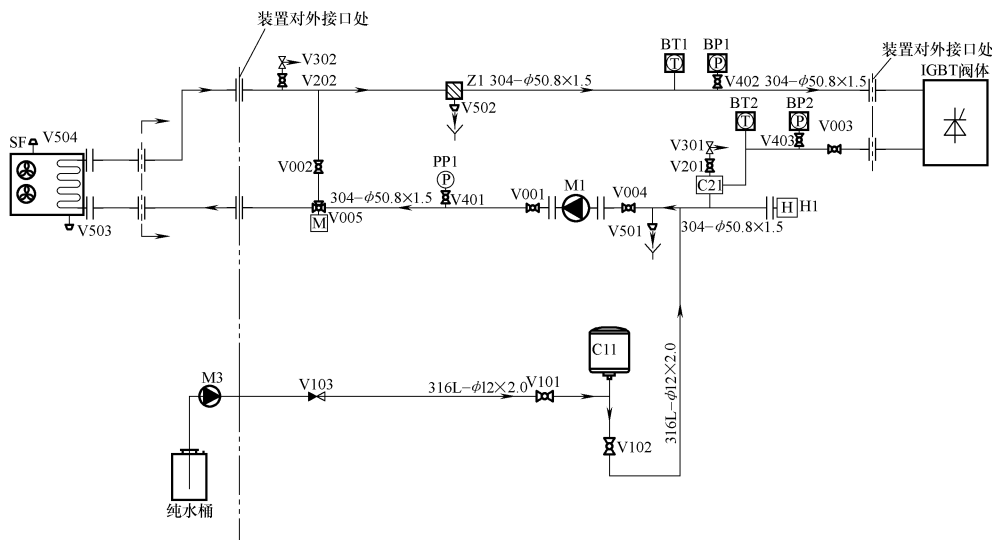 装置对外接口处
V302
V202
Z1 304-ϕ50.8×1.5
V502
BT1
T
BP1
P
V402 304-ϕ50.8×1.5
装置对外接口处
IGBT阀体
BT2
T
BP2
P
V403
V003
SF
V504
V503
V002
304-ϕ50.8×1.5
M
V005
PP1
P
V401
V001
M1
V004
V501
V301
V201
C21
H
H1
304-ϕ50.8×1.5
C11
M3
V103
316L-ϕ12×2.0
V101
V102
316L-ϕ12×2.0
纯水桶